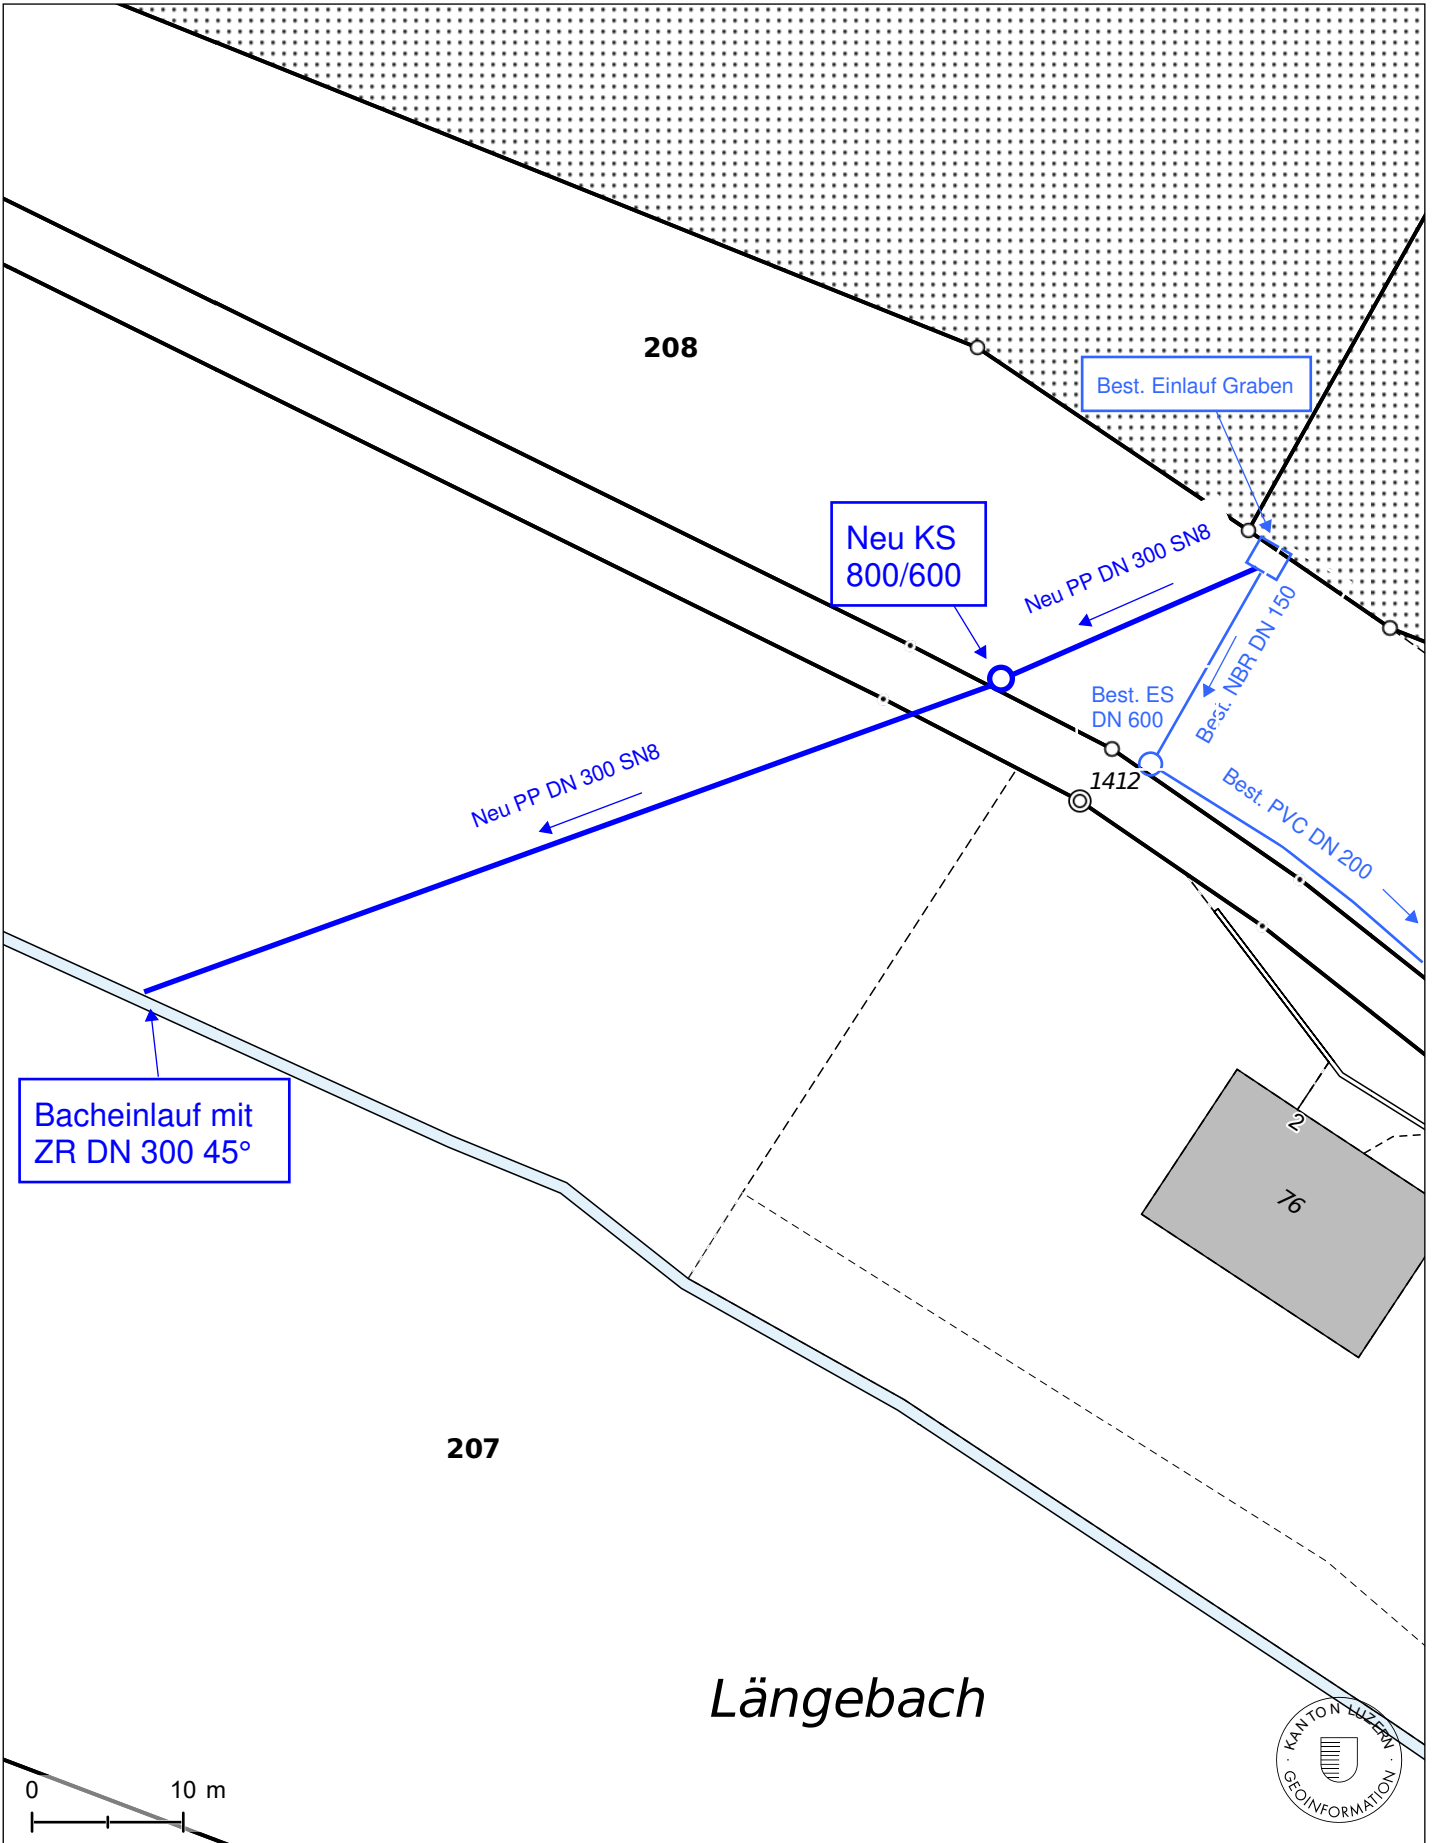 208
Best. Einlauf Graben
Neu KS
800/600
Neu PP DN 300 SN8
Best. NBR DN 150
Best. ES
DN 600
1412
Neu PP DN 300 SN8
Best. PVC DN 200
Bacheinlauf mit
ZR DN 300 45°
2
76
207
Längebach
KANTON LUZERN
· GEOINFORMATION ·
0 10 m